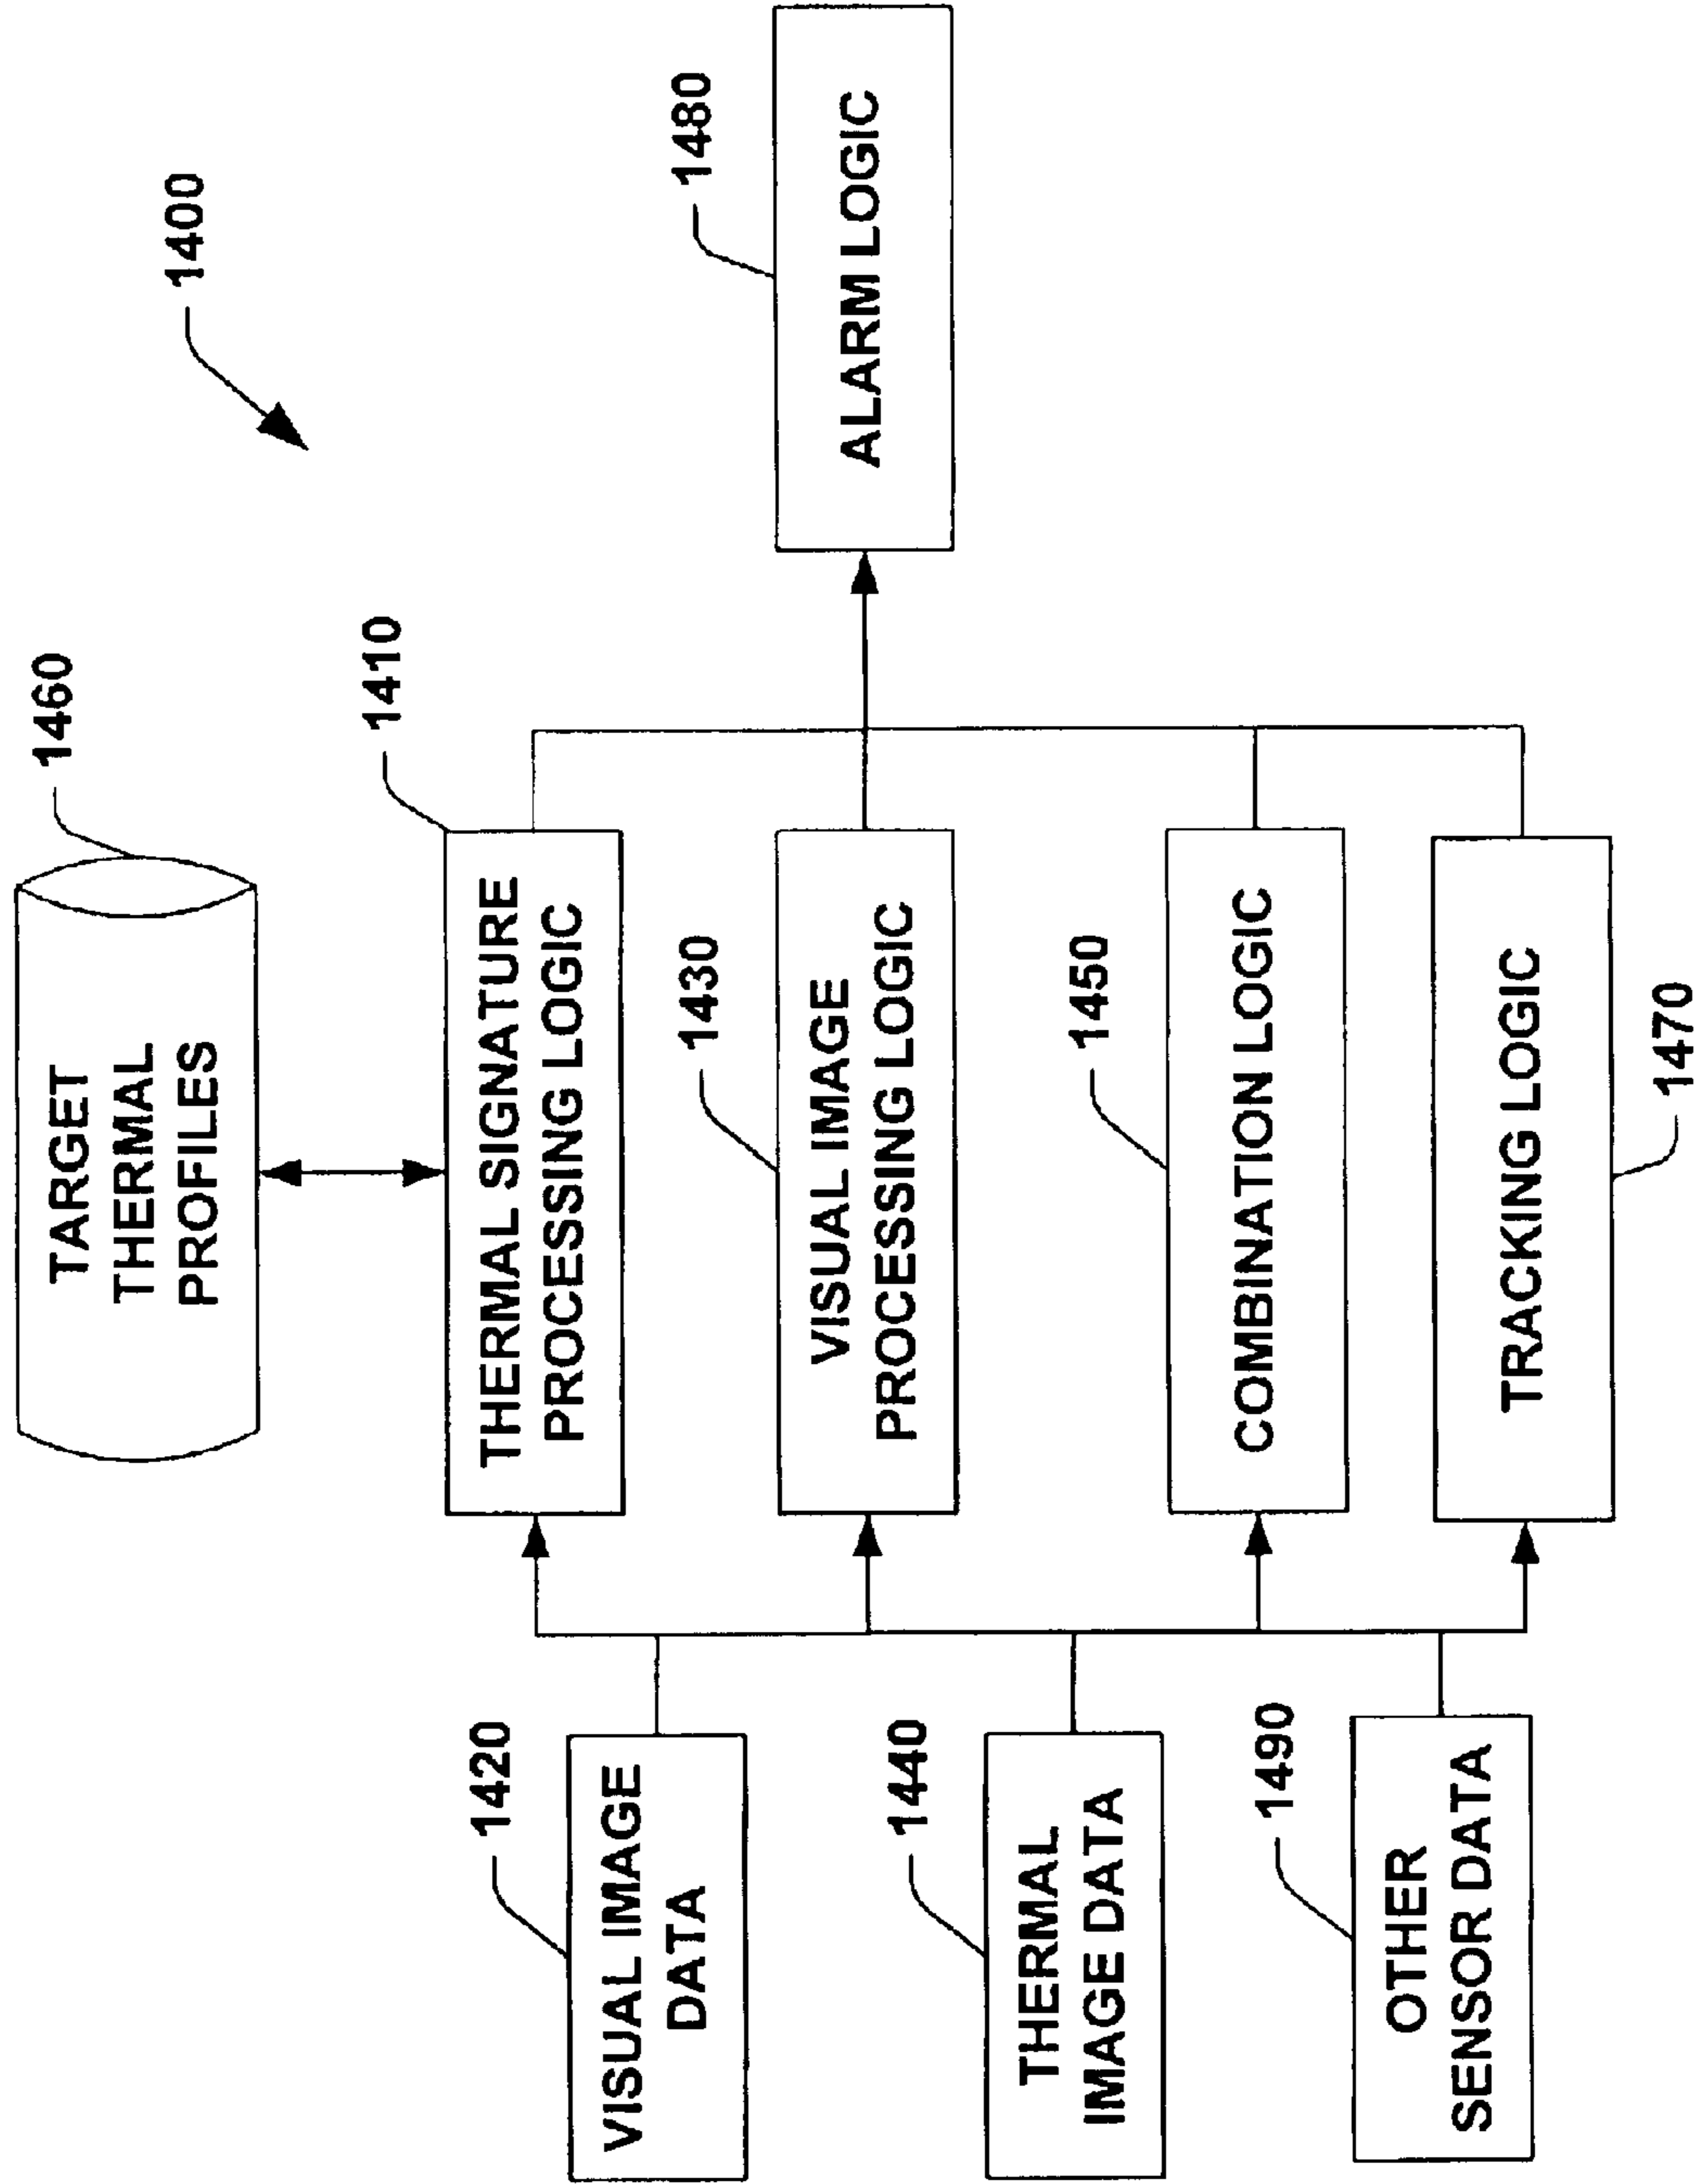 1400
1460
TARGET
THERMAL
PROFILES
1410
THERMAL SIGNATURE
PROCESSING LOGIC
1420
VISUAL IMAGE
DATA
1430
VISUAL IMAGE
PROCESSING LOGIC
1480
ALARM LOGIC
1440
THERMAL
IMAGE DATA
1450
COMBINATION LOGIC
1490
OTHER
SENSOR DATA
TRACKING LOGIC
1470